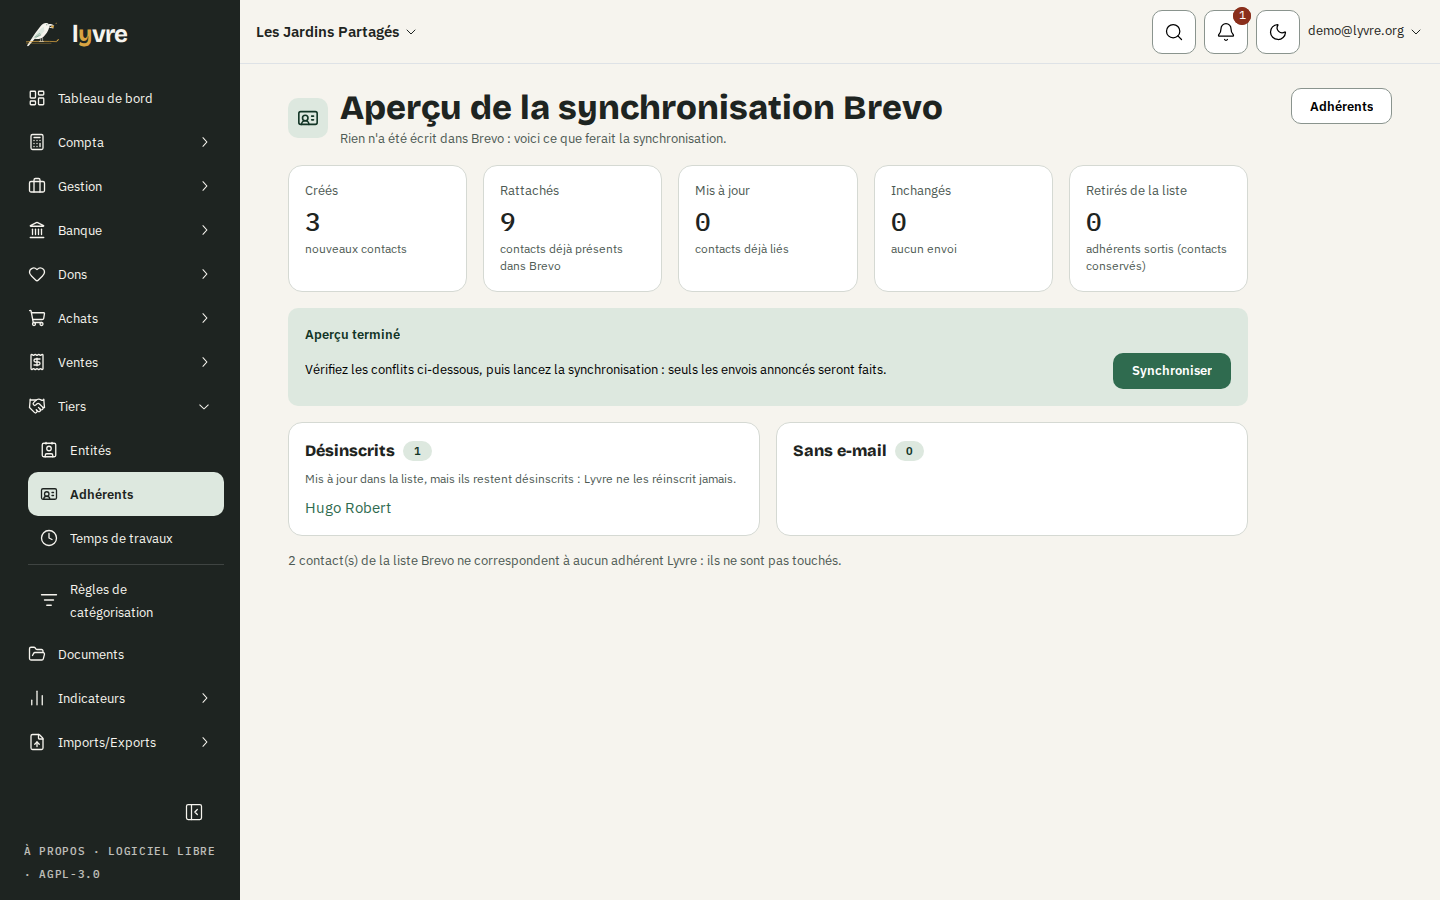 lyvre
Les Jardins Partagés
1
demo@lyvre.org
Tableau de bord
Compta
Gestion
Banque
Dons
Achats
Ventes
Tiers
Entités
Adhérents
Temps de travaux
Règles de
catégorisation
Documents
Indicateurs
Imports/Exports
À PROPOS · LOGICIEL LIBRE
· AGPL-3.0
Aperçu de la synchronisation Brevo
Rien n'a été écrit dans Brevo : voici ce que ferait la synchronisation.
Adhérents
Créés
3
nouveaux contacts
Rattachés
9
contacts déjà présents
dans Brevo
Mis à jour
0
contacts déjà liés
Inchangés
0
aucun envoi
Retirés de la liste
0
adhérents sortis (contacts
conservés)
Aperçu terminé
Vérifiez les conflits ci-dessous, puis lancez la synchronisation : seuls les envois annoncés seront faits.
Synchroniser
Désinscrits 1
Mis à jour dans la liste, mais ils restent désinscrits : Lyvre ne les réinscrit jamais.
Hugo Robert
Sans e-mail 0
2 contact(s) de la liste Brevo ne correspondent à aucun adhérent Lyvre : ils ne sont pas touchés.